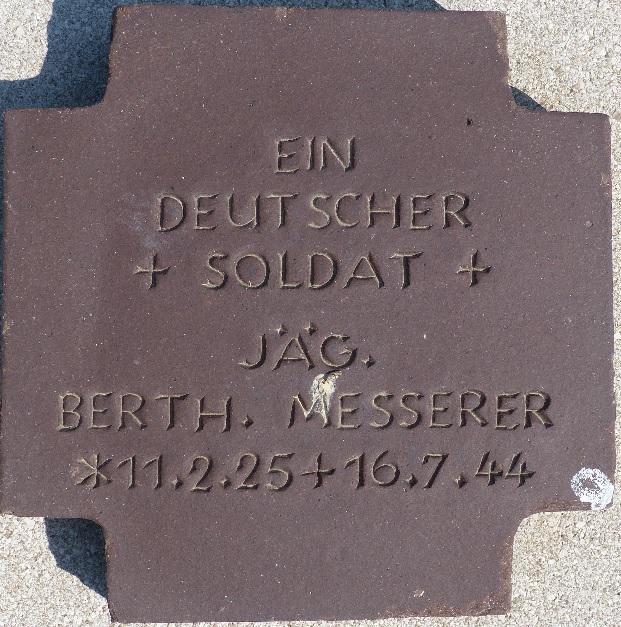 EIN
DEUTSCHER
+ SOLDAT +
JÄG.
BERTH. MESSERER
*11.2.25+16.7.44